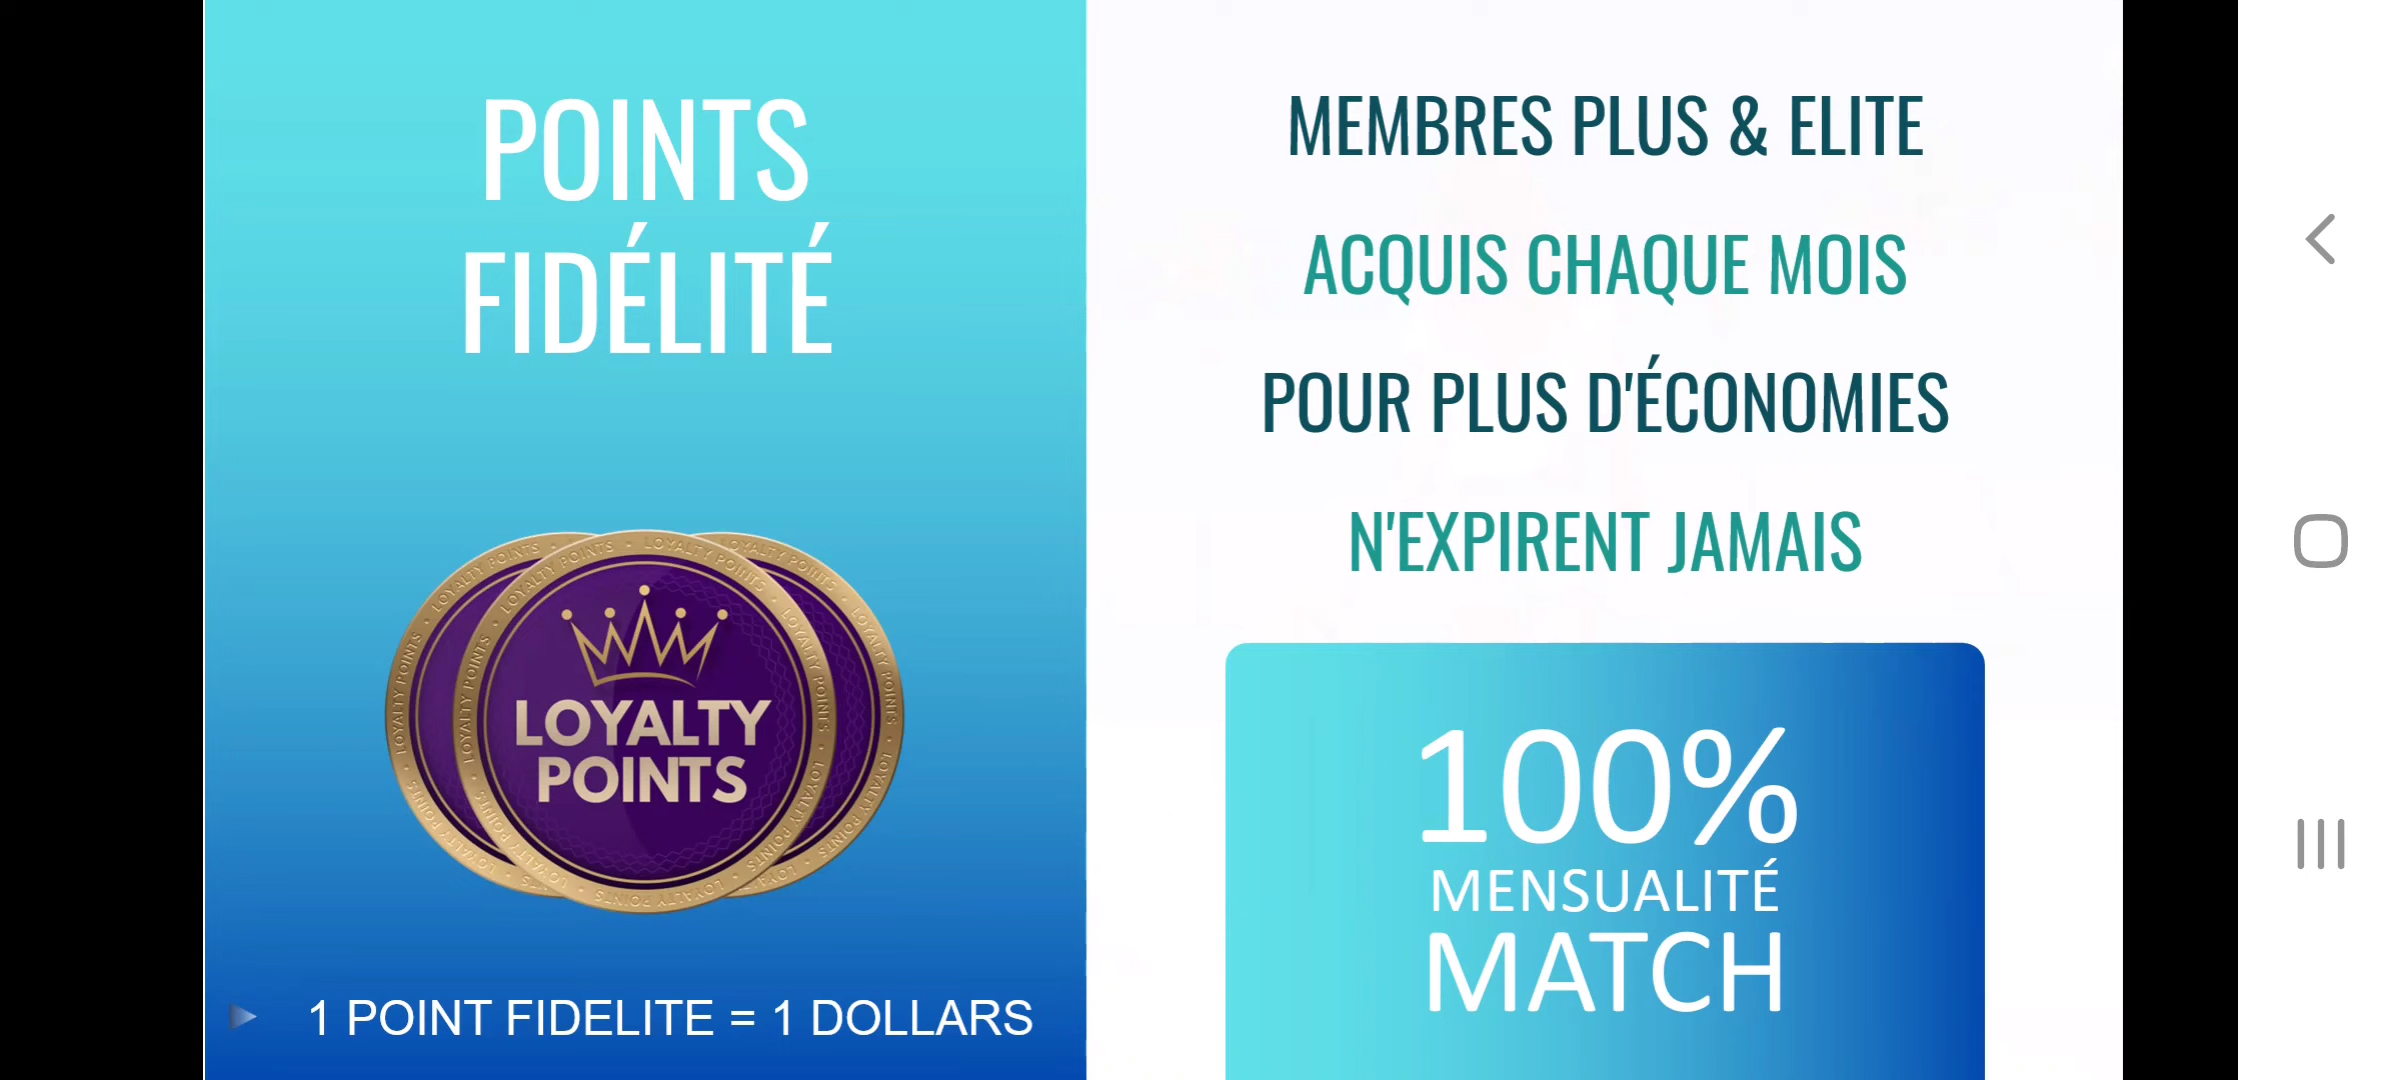 POINTS
FIDÉLITÉ
LOYALTY
POINTS
1 POINT FIDELITE = 1 DOLLARS
MEMBRES PLUS & ELITE
ACQUIS CHAQUE MOIS
POUR PLUS D'ÉCONOMIES
N'EXPIRENT JAMAIS
100%
MENSUALITÉ
MATCH